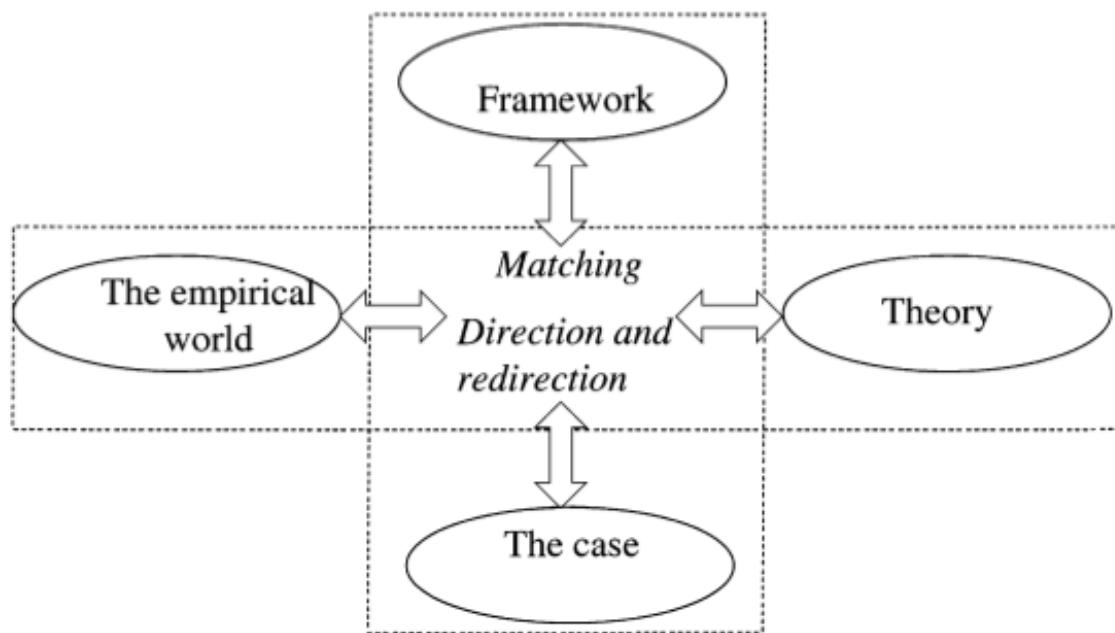 Framework
Matching
The empirical
world
Direction and
redirection
Theory
The case